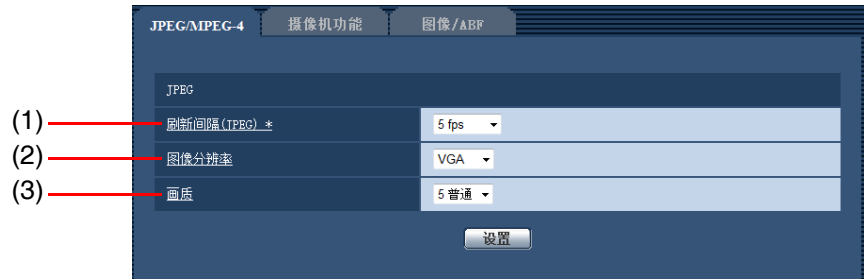 JPEG/MPEG-4 摄像机功能 图像/ABF
JPEG
(1) 刷新间隔(JPEG) * 5 fps
(2) 图像分辨率 VGA
(3) 画质 5 普通
设置